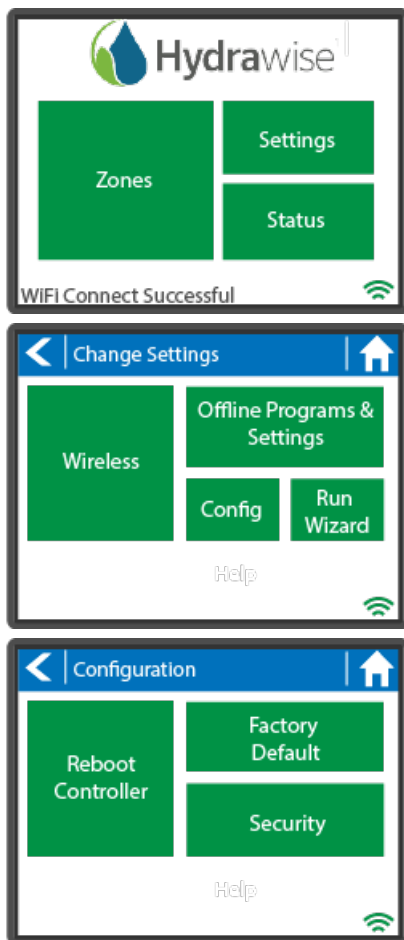 Hydrawise
Zones
Settings
Status
WiFi Connect Successful
Change Settings
Wireless
Offline Programs &
Settings
Config
Run
Wizard
Help
Configuration
Reboot
Controller
Factory
Default
Security
Help